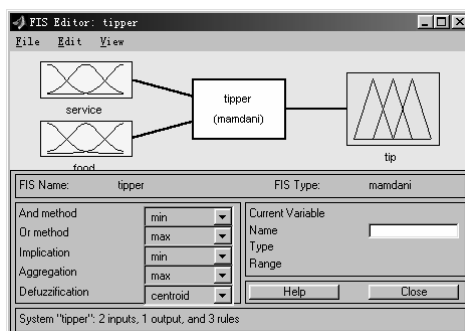 FIS Editor: tipper
File Edit View
service
food
tipper
(mamdani)
tip
FIS Name: tipper FIS Type: mamdani
And method min
Or method max
Implication min
Aggregation max
Defuzzification centroid
Current Variable
Name
Type
Range
Help Close
System "tipper": 2 inputs, 1 output, and 3 rules